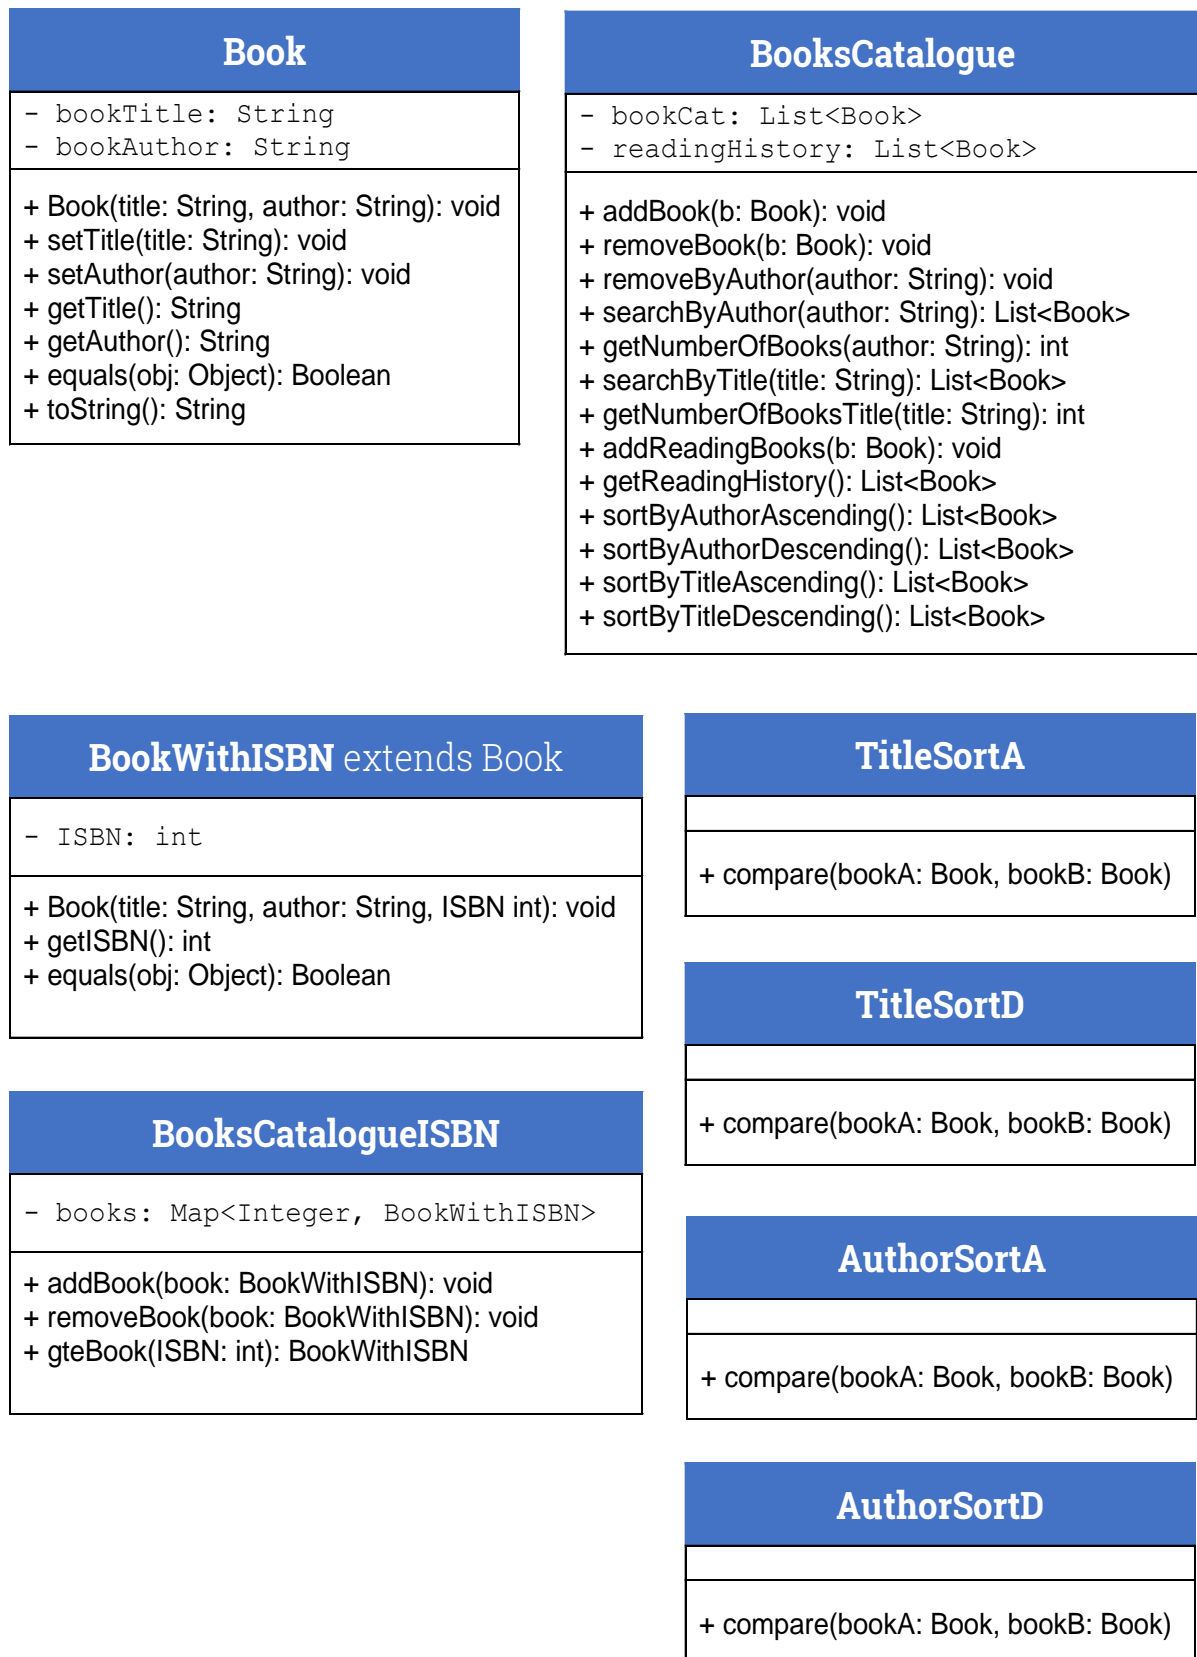 Book
- bookTitle: String
- bookAuthor: String
+ Book(title: String, author: String): void
+ setTitle(title: String): void
+ setAuthor(author: String): void
+ getTitle(): String
+ getAuthor(): String
+ equals(obj: Object): Boolean
+ toString(): String
BooksCatalogue
- bookCat: List<Book>
- readingHistory: List<Book>
+ addBook(b: Book): void
+ removeBook(b: Book): void
+ removeByAuthor(author: String): void
+ searchByAuthor(author: String): List<Book>
+ getNumberOfBooks(author: String): int
+ searchByTitle(title: String): List<Book>
+ getNumberOfBooksTitle(title: String): int
+ addReadingBooks(b: Book): void
+ getReadingHistory(): List<Book>
+ sortByAuthorAscending(): List<Book>
+ sortByAuthorDescending(): List<Book>
+ sortByTitleAscending(): List<Book>
+ sortByTitleDescending(): List<Book>
BookWithISBN extends Book
- ISBN: int
+ Book(title: String, author: String, ISBN int): void
+ getISBN(): int
+ equals(obj: Object): Boolean
BooksCatalogueISBN
- books: Map<Integer, BookWithISBN>
+ addBook(book: BookWithISBN): void
+ removeBook(book: BookWithISBN): void
+ gteBook(ISBN: int): BookWithISBN
TitleSortA
+ compare(bookA: Book, bookB: Book)
TitleSortD
+ compare(bookA: Book, bookB: Book)
AuthorSortA
+ compare(bookA: Book, bookB: Book)
AuthorSortD
+ compare(bookA: Book, bookB: Book)